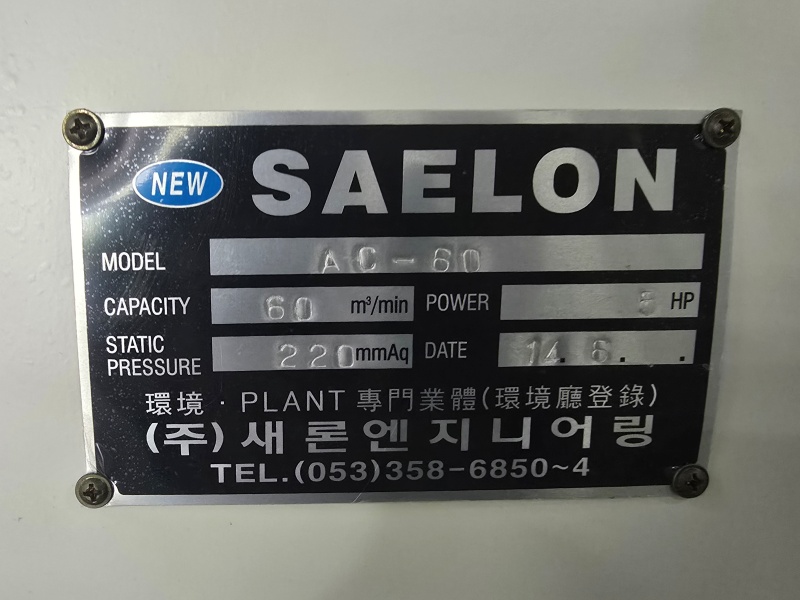 NEW SAELON
MODEL AC-60
CAPACITY 60 m³/min POWER 5 HP
STATIC PRESSURE 220 mmAq DATE 14. 6. .
環境 · PLANT 專門業體(環境廳登錄)
(주)새론엔지니어링
TEL.(053)358-6850~4